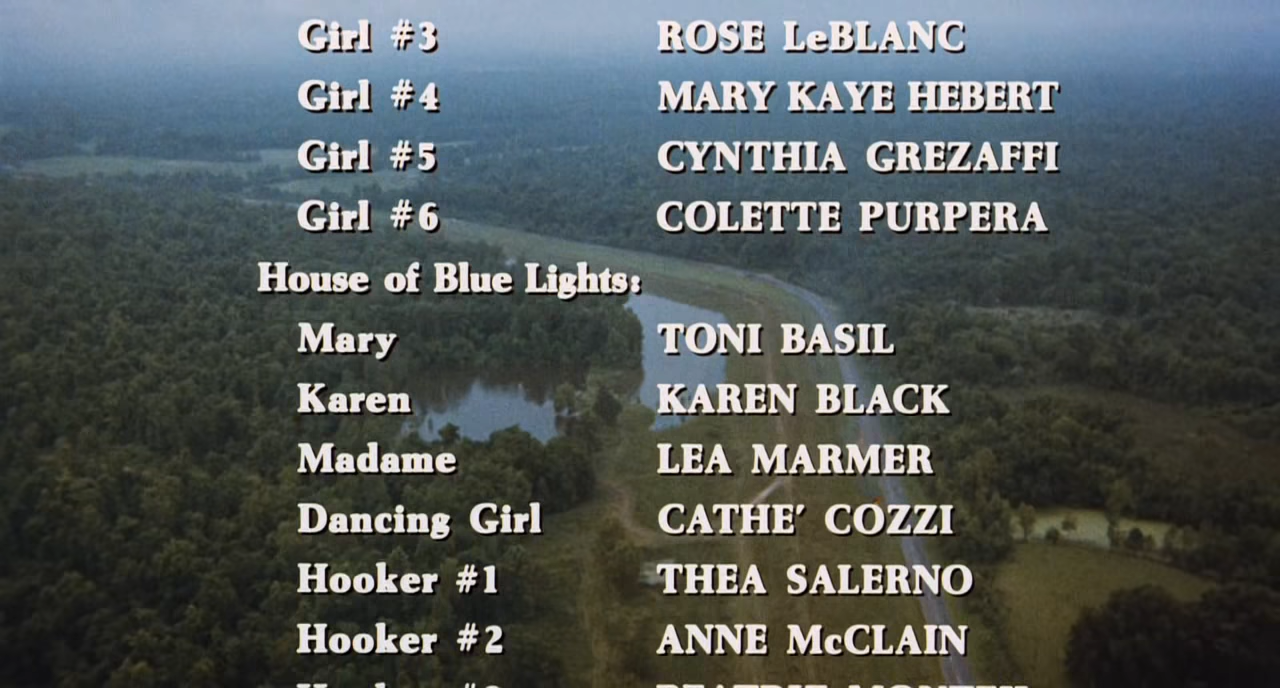 Girl #3 ROSE LeBLANC
Girl #4 MARY KAYE HEBERT
Girl #5 CYNTHIA GREZAFFI
Girl #6 COLETTE PURPERA
House of Blue Lights:
Mary TONI BASIL
Karen KAREN BLACK
Madame LEA MARMER
Dancing Girl CATHE' COZZI
Hooker #1 THEA SALERNO
Hooker #2 ANNE McCLAIN